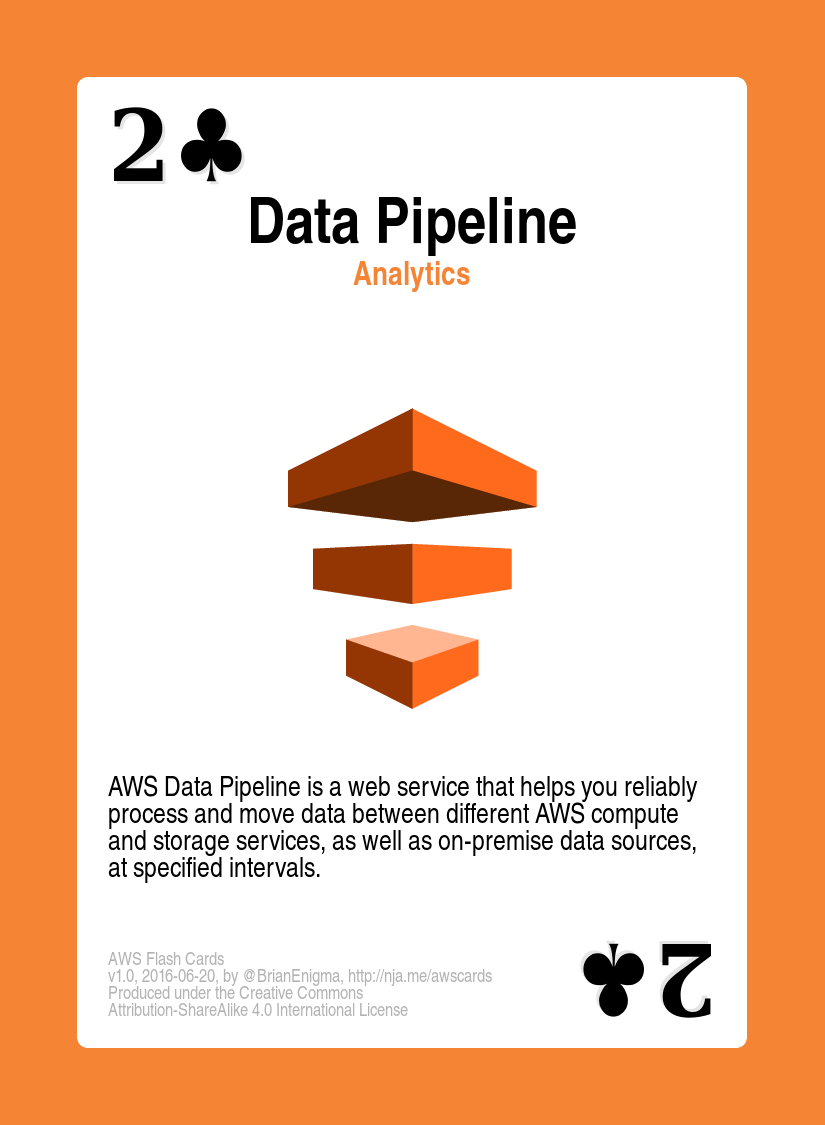 2♣
Data Pipeline
Analytics
AWS Data Pipeline is a web service that helps you reliably
process and move data between different AWS compute
and storage services, as well as on-premise data sources,
at specified intervals.
AWS Flash Cards
v1.0, 2016-06-20, by @BrianEnigma, http://nja.me/awscards
Produced under the Creative Commons
Attribution-ShareAlike 4.0 International License
2♣